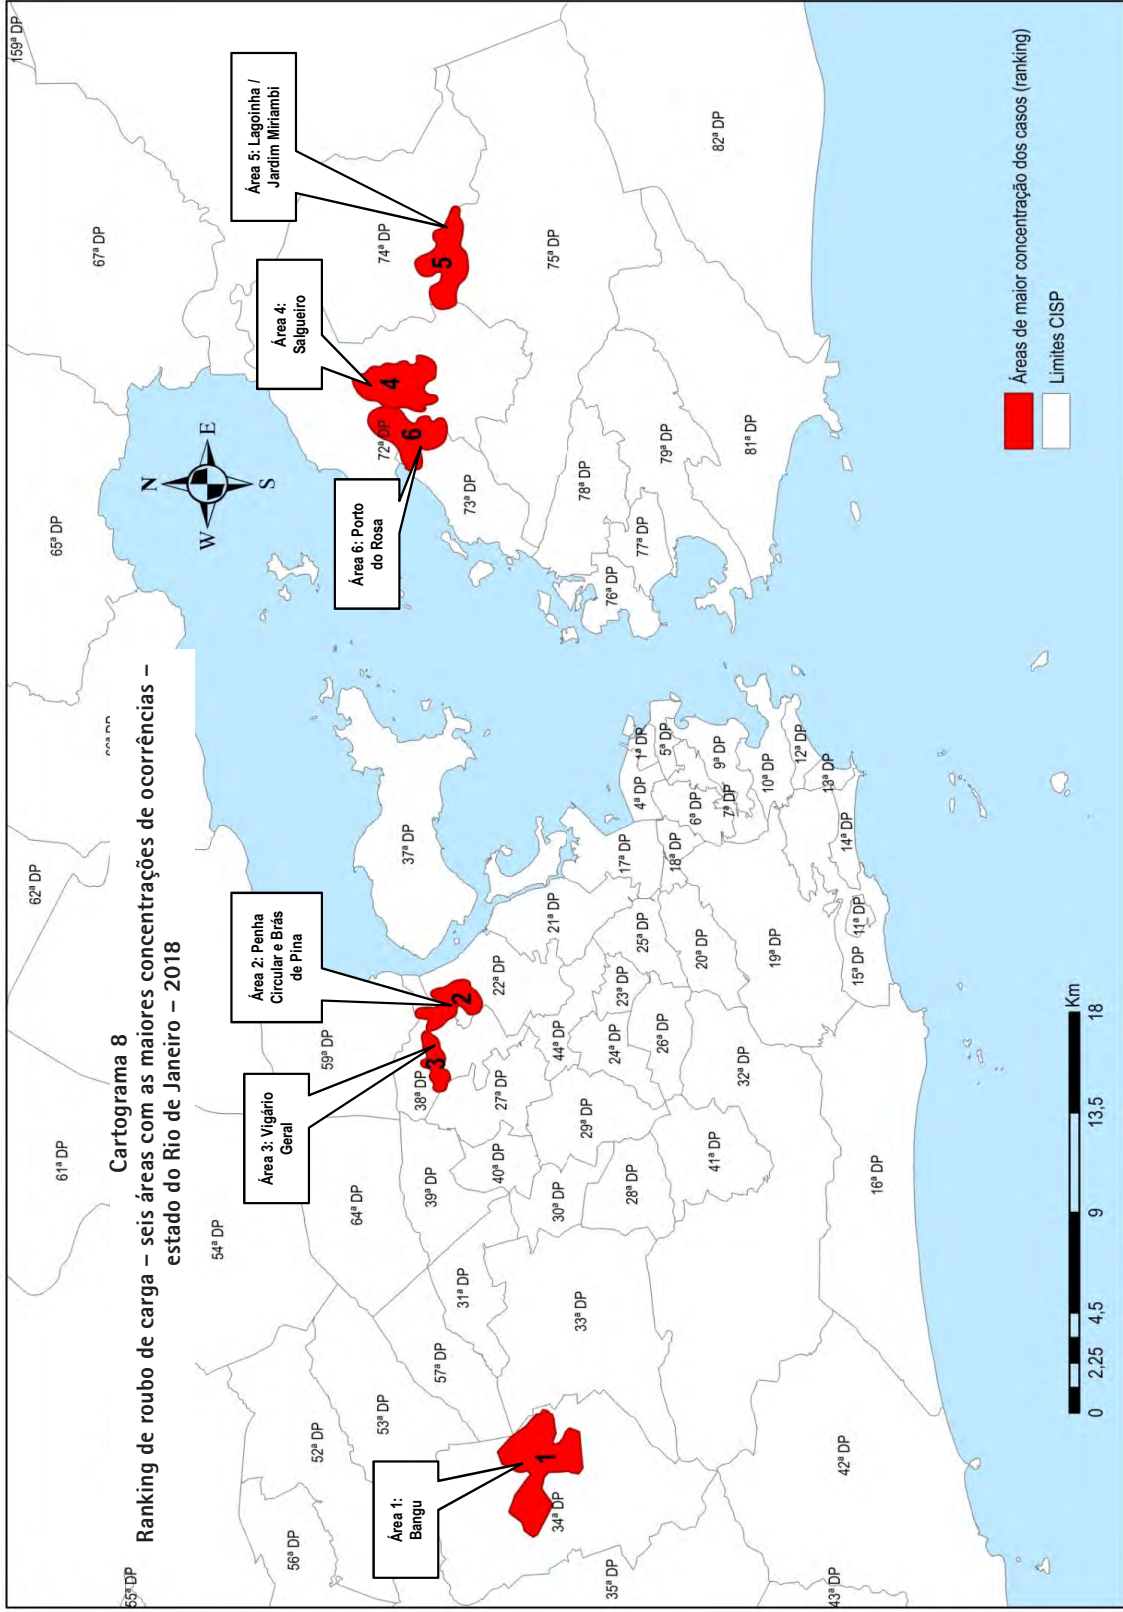 Cartograma 8
Ranking de roubo de carga – seis áreas com as maiores concentrações de ocorrências –
estado do Rio de Janeiro – 2018
55ª DP
61ª DP
62ª DP
65ª DP
67ª DP
159ª DP
54ª DP
56ª DP
52ª DP
53ª DP
57ª DP
64ª DP
59ª DP
N
W
E
S
Área 1:
Bangu
Área 3: Vigário
Geral
Área 2: Penha
Circular e Brás
de Pina
Área 6: Porto
do Rosa
Área 4:
Salgueiro
Área 5: Lagoinha /
Jardim Miriambi
1
3
2
6
4
5
34ª DP
35ª DP
43ª DP
42ª DP
33ª DP
31ª DP
39ª DP
38ª DP
40ª DP
27ª DP
30ª DP
28ª DP
29ª DP
41ª DP
16ª DP
32ª DP
44ª DP
24ª DP
26ª DP
23ª DP
22ª DP
21ª DP
25ª DP
20ª DP
19ª DP
15ª DP
11ª DP
14ª DP
37ª DP
17ª DP
18ª DP
4ª DP
1ª DP
5ª DP
6ª DP
7ª DP
9ª DP
10ª DP
12ª DP
13ª DP
72ª DP
73ª DP
74ª DP
75ª DP
76ª DP
77ª DP
78ª DP
79ª DP
81ª DP
82ª DP
0 2,25 4,5 9 13,5 18
Km
Áreas de maior concentração dos casos (ranking)
Limites CISP